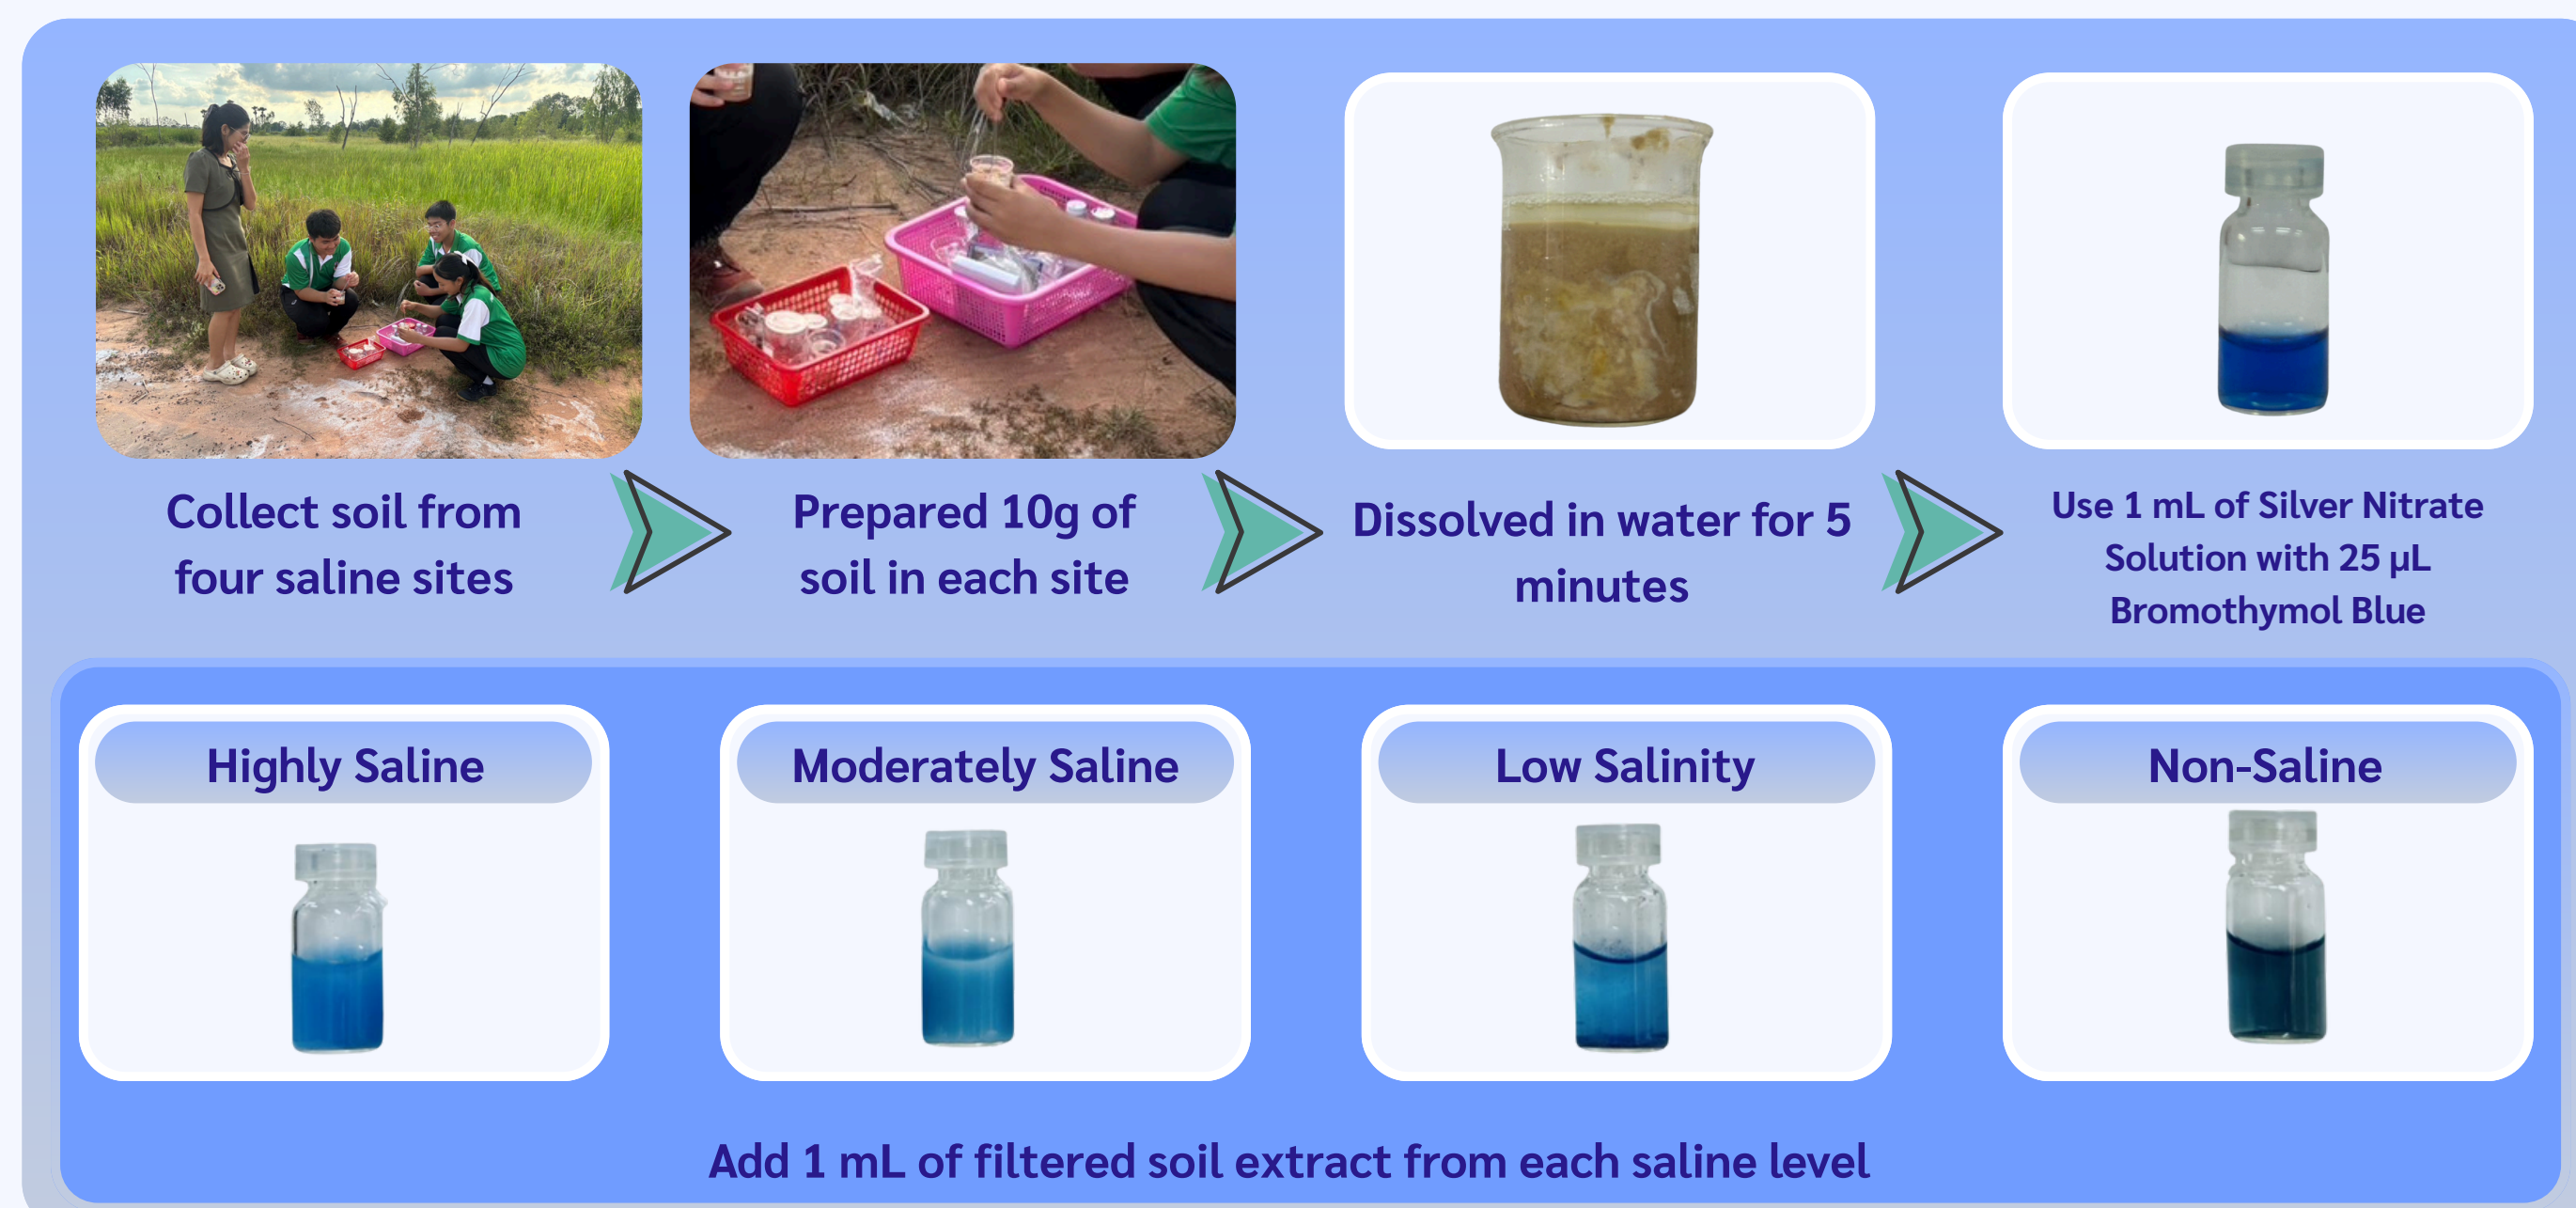 Collect soil from
four saline sites
Prepared 10g of
soil in each site
Dissolved in water for 5
minutes
Use 1 mL of Silver Nitrate
Solution with 25 µL
Bromothymol Blue
Highly Saline
Moderately Saline
Low Salinity
Non-Saline
Add 1 mL of filtered soil extract from each saline level